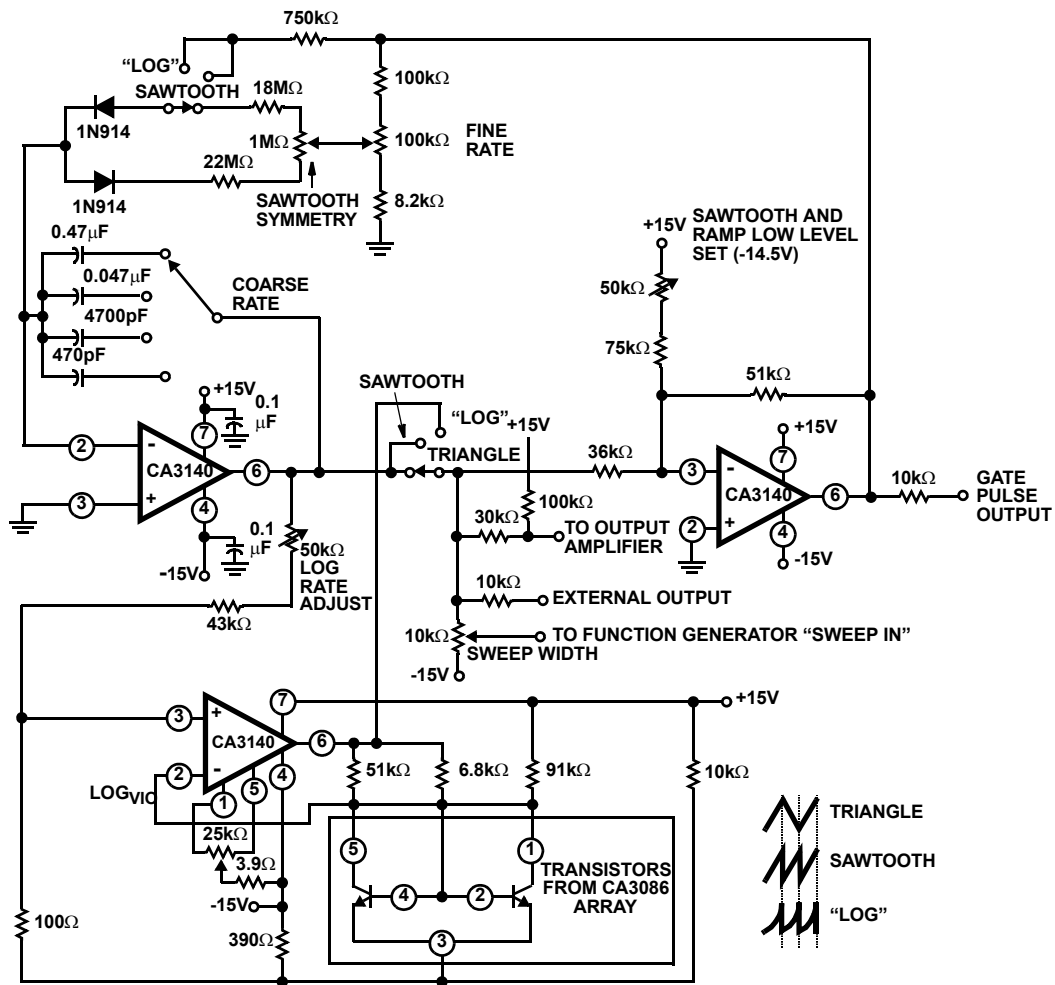 750kΩ
“LOG”
SAWTOOTH
18MΩ
100kΩ
1N914
1MΩ
100kΩ
FINE
RATE
22MΩ
1N914
SAWTOOTH
SYMMETRY
8.2kΩ
0.47μF
0.047μF
4700pF
470pF
COARSE
RATE
+15V
SAWTOOTH AND
RAMP LOW LEVEL
SET (-14.5V)
50kΩ
75kΩ
51kΩ
+15V
0.1
μF
7
2
-
CA3140
6
3
+
4
0.1
μF
-15V
SAWTOOTH
“LOG”
+15V
TRIANGLE
36kΩ
100kΩ
30kΩ
TO OUTPUT
AMPLIFIER
3
-
+15V
7
CA3140
6
2
+
4
-15V
10kΩ
GATE
PULSE
OUTPUT
50kΩ
LOG
RATE
ADJUST
43kΩ
10kΩ
EXTERNAL OUTPUT
10kΩ
TO FUNCTION GENERATOR “SWEEP IN”
SWEEP WIDTH
-15V
7
+15V
3
+
CA3140
6
2
-
4
5
1
LOGVIO
51kΩ
6.8kΩ
91kΩ
10kΩ
25kΩ
3.9Ω
-15V
100Ω
390Ω
5
1
4
2
3
TRANSISTORS
FROM CA3086
ARRAY
TRIANGLE
SAWTOOTH
“LOG”